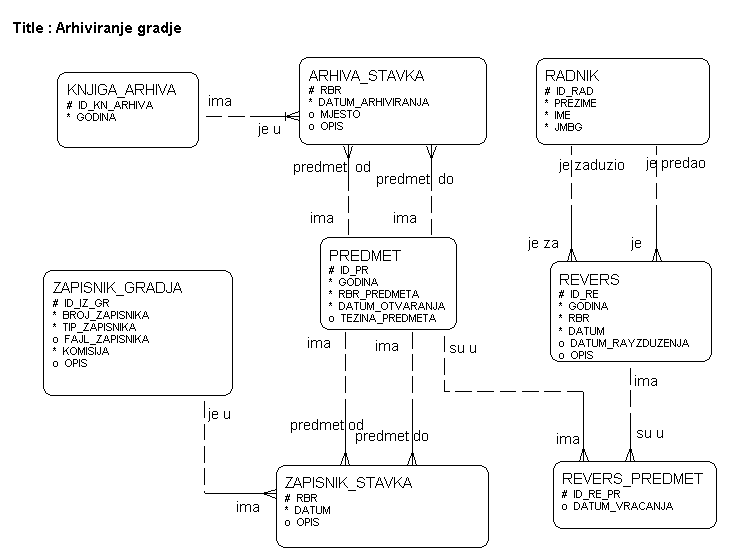 Title : Arhiviranje gradje
KNJIGA_ARHIVA
# ID_KN_ARHIVA
* GODINA
ima
je u
ARHIVA_STAVKA
# RBR
* DATUM_ARHIVIRANJA
o MJESTO
o OPIS
RADNIK
# ID_RAD
* PREZIME
* IME
* JMBG
predmet od
predmet do
ima
ima
je zaduzio
je predao
je za
je
PREDMET
# ID_PR
* GODINA
* RBR_PREDMETA
* DATUM_OTVARANJA
o TEZINA_PREDMETA
REVERS
# ID_RE
* GODINA
* RBR
* DATUM
o DATUM_RAYZDUZENJA
o OPIS
ZAPISNIK_GRADJA
# ID_IZ_GR
* BROJ_ZAPISNIKA
* TIP_ZAPISNIKA
o FAJL_ZAPISNIKA
* KOMISIJA
o OPIS
ima
ima
su u
ima
je u
predmet od
predmet do
ima
su u
ima
ZAPISNIK_STAVKA
# RBR
* DATUM
o OPIS
REVERS_PREDMET
# ID_RE_PR
o DATUM_VRACANJA